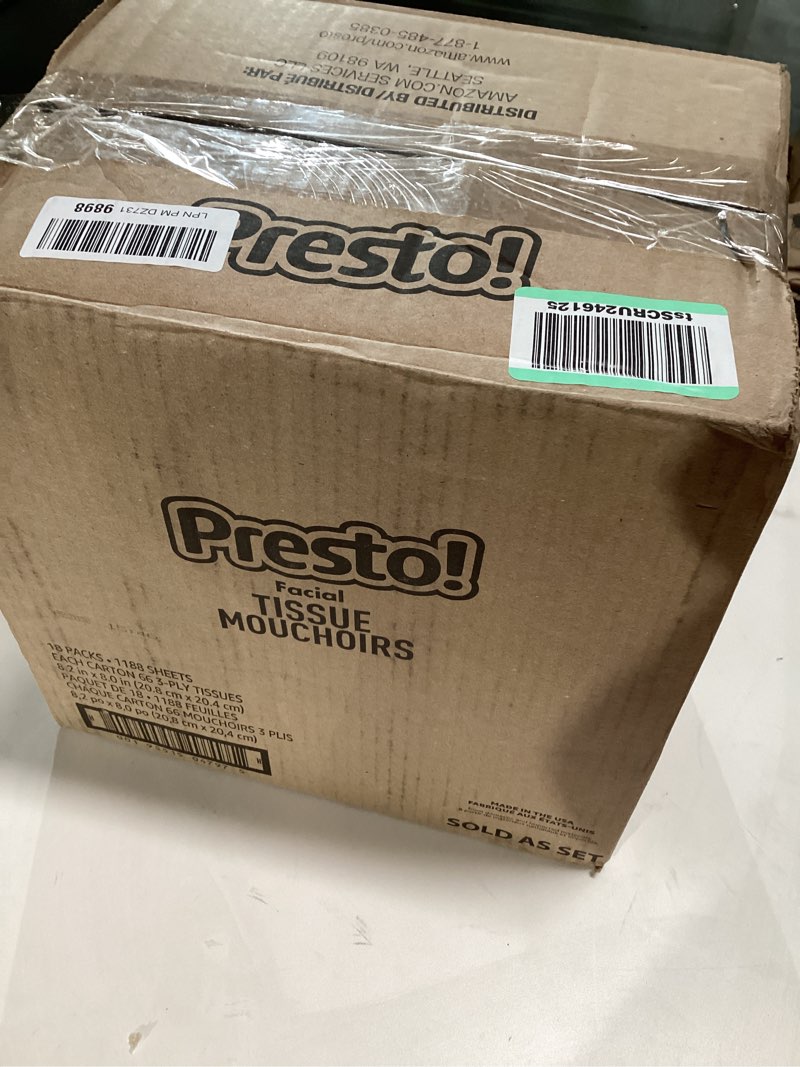 DISTRIBUTED BY/ DISTRIBUÉ PAR:
AMAZON.COM SERVICES LLC
SEATTLE, WA 98109
www.amazon.com/presto
1-877-485-0385
LPN PM DZ731 9898
Presto!
tsSCRU246125
Presto!
Facial
TISSUE
MOUCHOIRS
18 PACKS • 1188 SHEETS
EACH CARTON 66 3-PLY TISSUES
8.2 in x 8.0 in (20.8 cm x 20.4 cm)
PAQUET DE 18 • 1188 FEUILLES
CHAQUE CARTON 66 MOUCHOIRS 3 PLIS
8,2 po x 8,0 po (20,8 cm x 20,4 cm)
MADE IN THE USA
FABRIQUÉ AUX ÉTATS-UNIS
SOLD AS SET